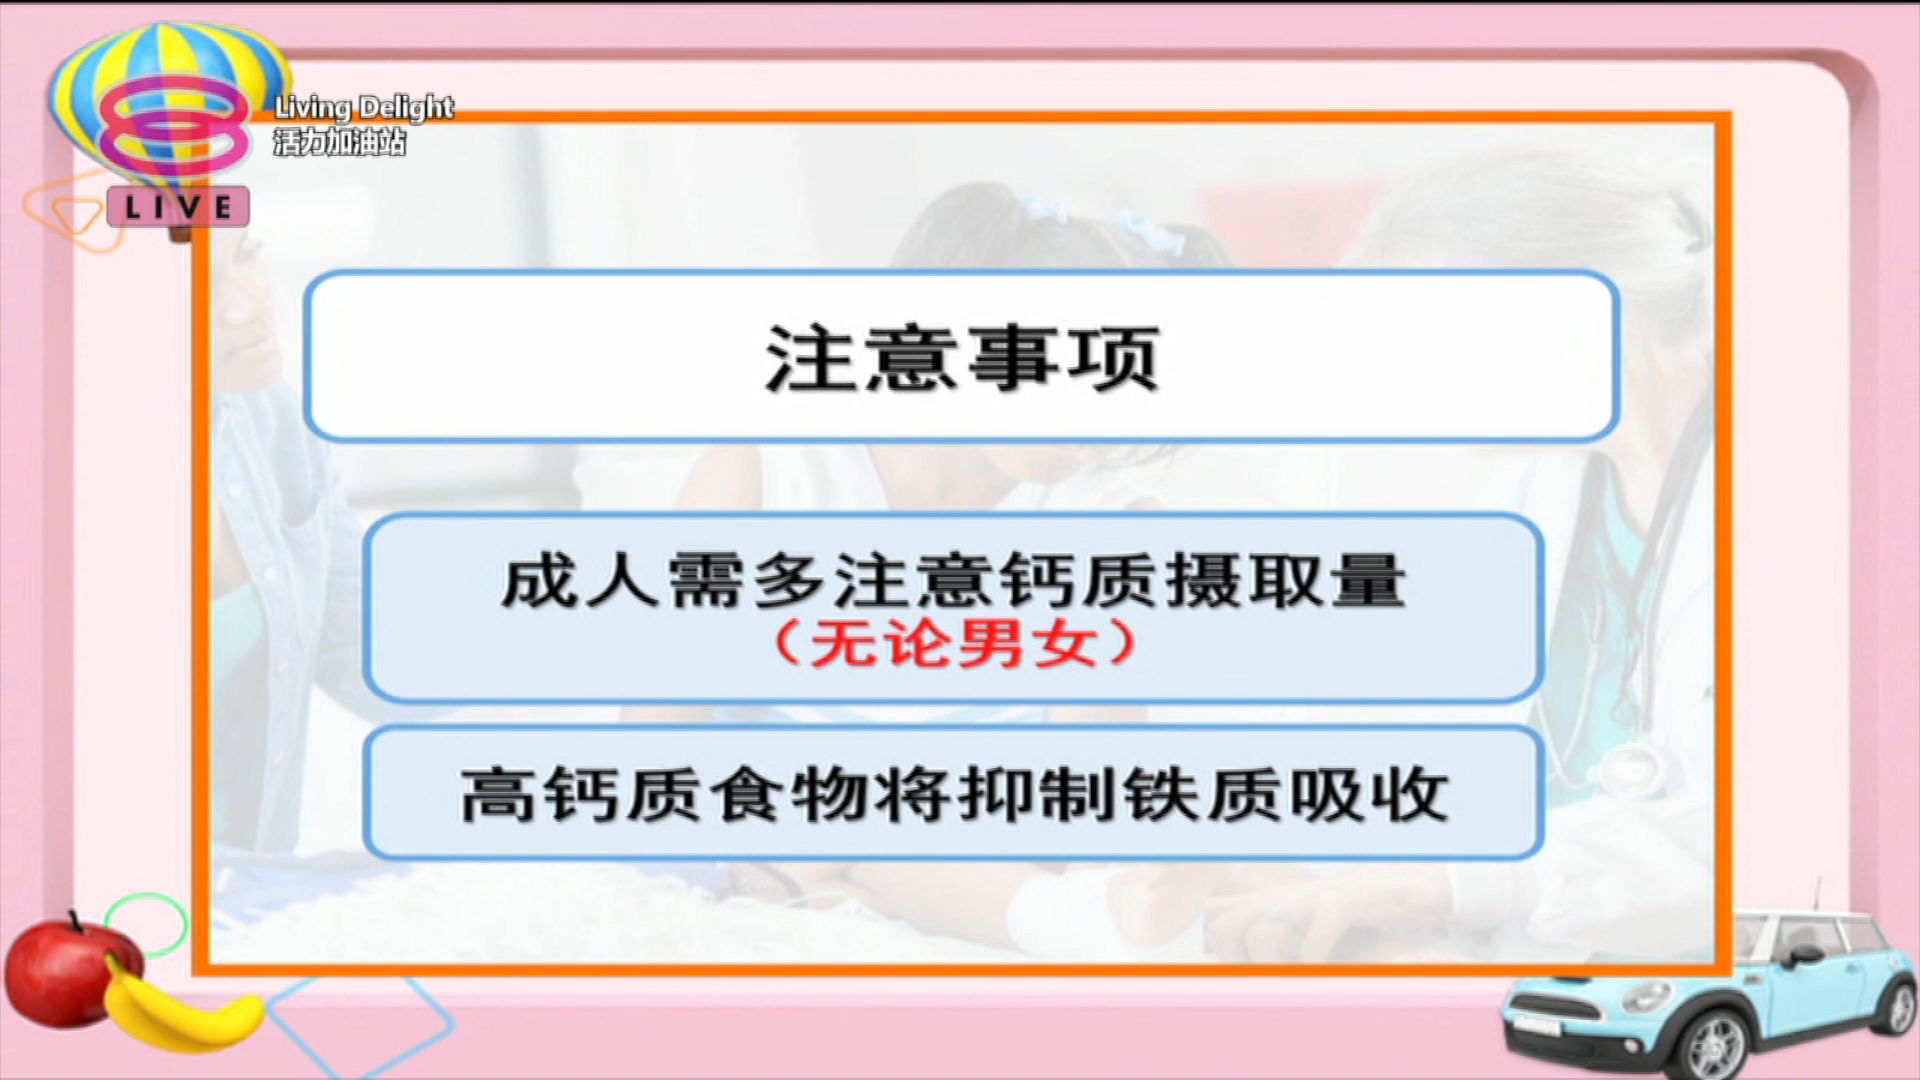 Living Delight
活力加油站
LIVE
注意事项
成人需多注意钙质摄取量
（无论男女）
高钙质食物将抑制铁质吸收